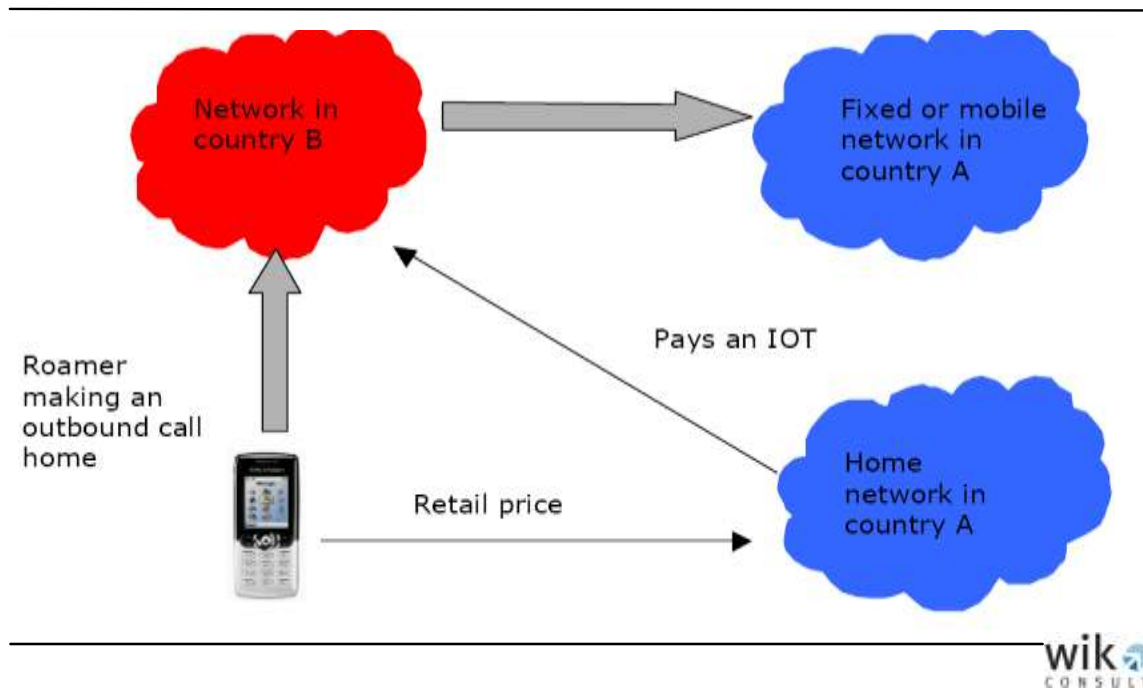 Network in
country B
Fixed or mobile
network in
country A
Pays an IOT
Roamer
making an
outbound call
home
Retail price
Home
network in
country A
wik
CONSUL